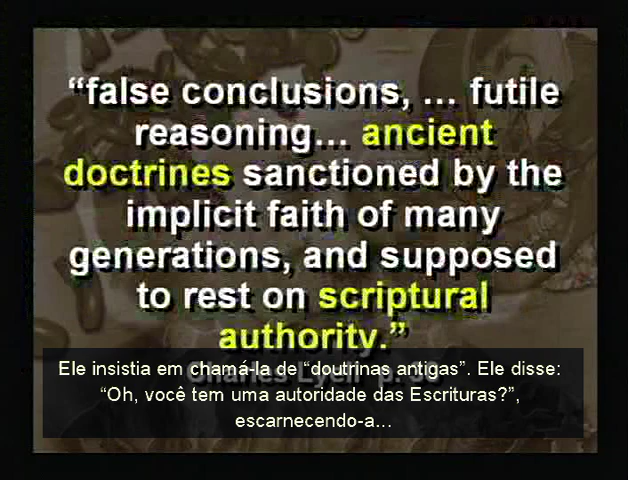 “false conclusions, … futile
reasoning… ancient
doctrines sanctioned by the
implicit faith of many
generations, and supposed
to rest on scriptural
authority.”
Ele insistia em chamá-la de “doutrinas antigas”. Ele disse:
“Oh, você tem uma autoridade das Escrituras?”,
escarnecendo-a…